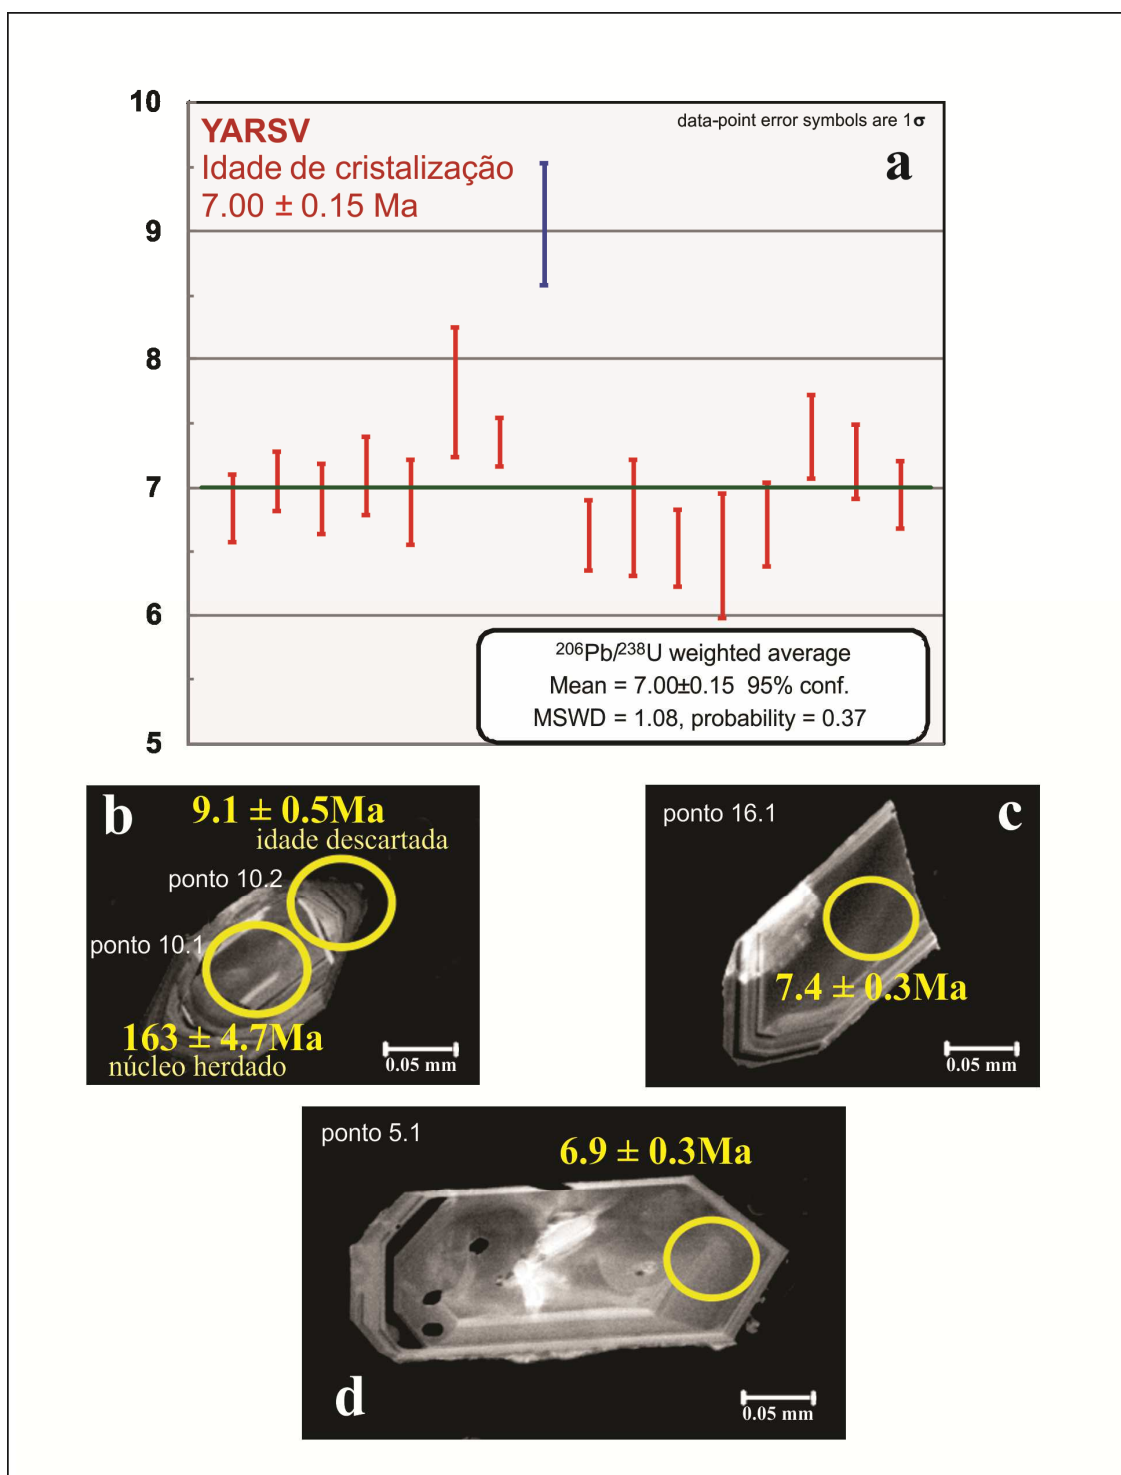 10
9
8
7
6
5
YARSV
Idade de cristalização
7.00 ± 0.15 Ma
data-point error symbols are 1σ
a
206Pb/238U weighted average
Mean = 7.00±0.15 95% conf.
MSWD = 1.08, probability = 0.37
b
9.1 ± 0.5Ma
idade descartada
ponto 10.2
ponto 10.1
163 ± 4.7Ma
núcleo herdado
0.05 mm
ponto 16.1
c
7.4 ± 0.3Ma
0.05 mm
ponto 5.1
6.9 ± 0.3Ma
d
0.05 mm